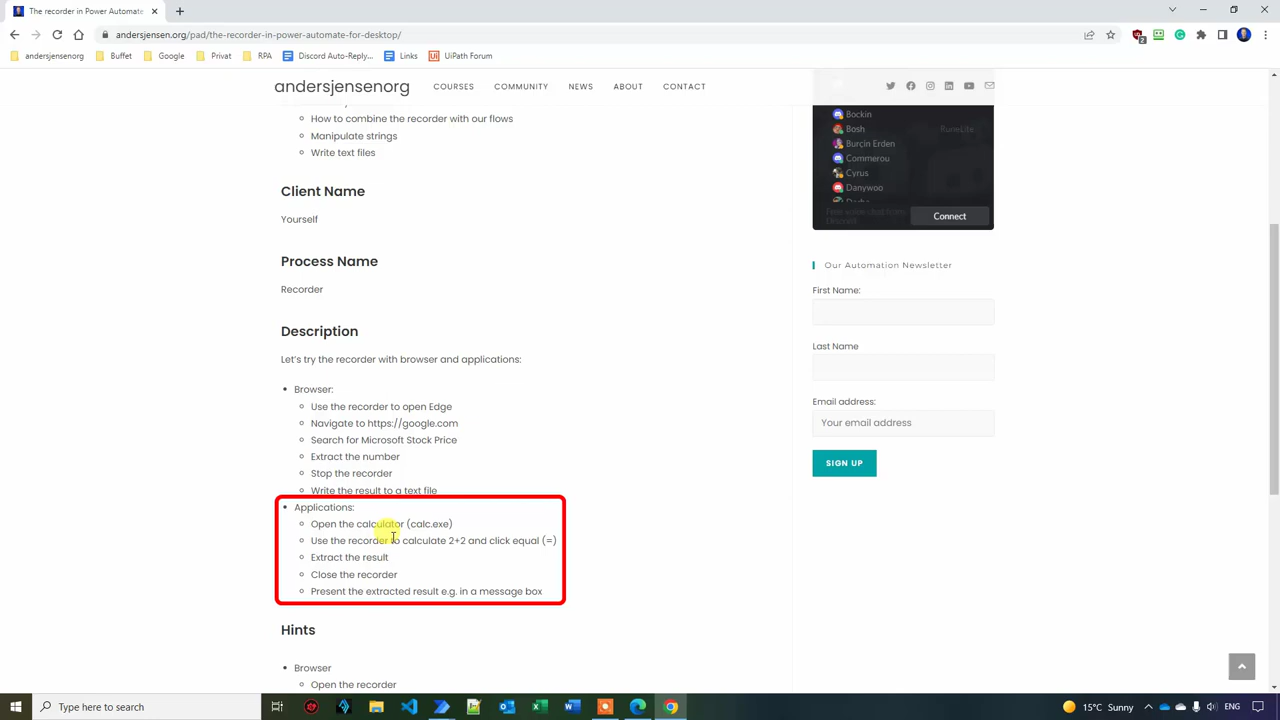 The recorder in Power Automate
andersjensen.org/pad/the-recorder-in-power-automate-for-desktop/
2
andersjensenorg
Buffet
Google
Privat
RPA
Discord Auto-Reply...
Links
UiPath Forum
andersjensenorg
COURSES
COMMUNITY
NEWS
ABOUT
CONTACT
How to combine the recorder with our flows
Manipulate strings
Write text files
Client Name
Yourself
Process Name
Recorder
Description
Let's try the recorder with browser and applications:
Browser:
Use the recorder to open Edge
Navigate to https://google.com
Search for Microsoft Stock Price
Extract the number
Stop the recorder
Write the result to a text file
Applications:
Open the calculator (calc.exe)
Use the recorder to calculate 2+2 and click equal (=)
Extract the result
Close the recorder
Present the extracted result e.g. in a message box
Hints
Browser
Open the recorder
Bockin
Bosh RuneLite
Burçin Erden
Commerou
Cyrus
Danywoo
Free voice chat from
Discord
Connect
Our Automation Newsletter
First Name:
Last Name
Email address:
Your email address
SIGN UP
Type here to search
15°C Sunny
ENG